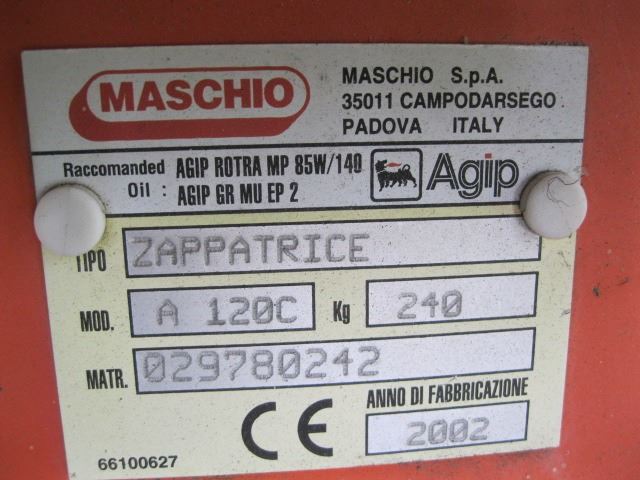 MASCHIO
MASCHIO S.p.A.
35011 CAMPODARSEGO
PADOVA ITALY
Raccomanded Oil : AGIP ROTRA MP 85W/140
AGIP GR MU EP 2
Agip
TIPO ZAPPATRICE
MOD. A 120C Kg 240
MATR. 029780242
CE
ANNO DI FABBRICAZIONE
2002
66100627